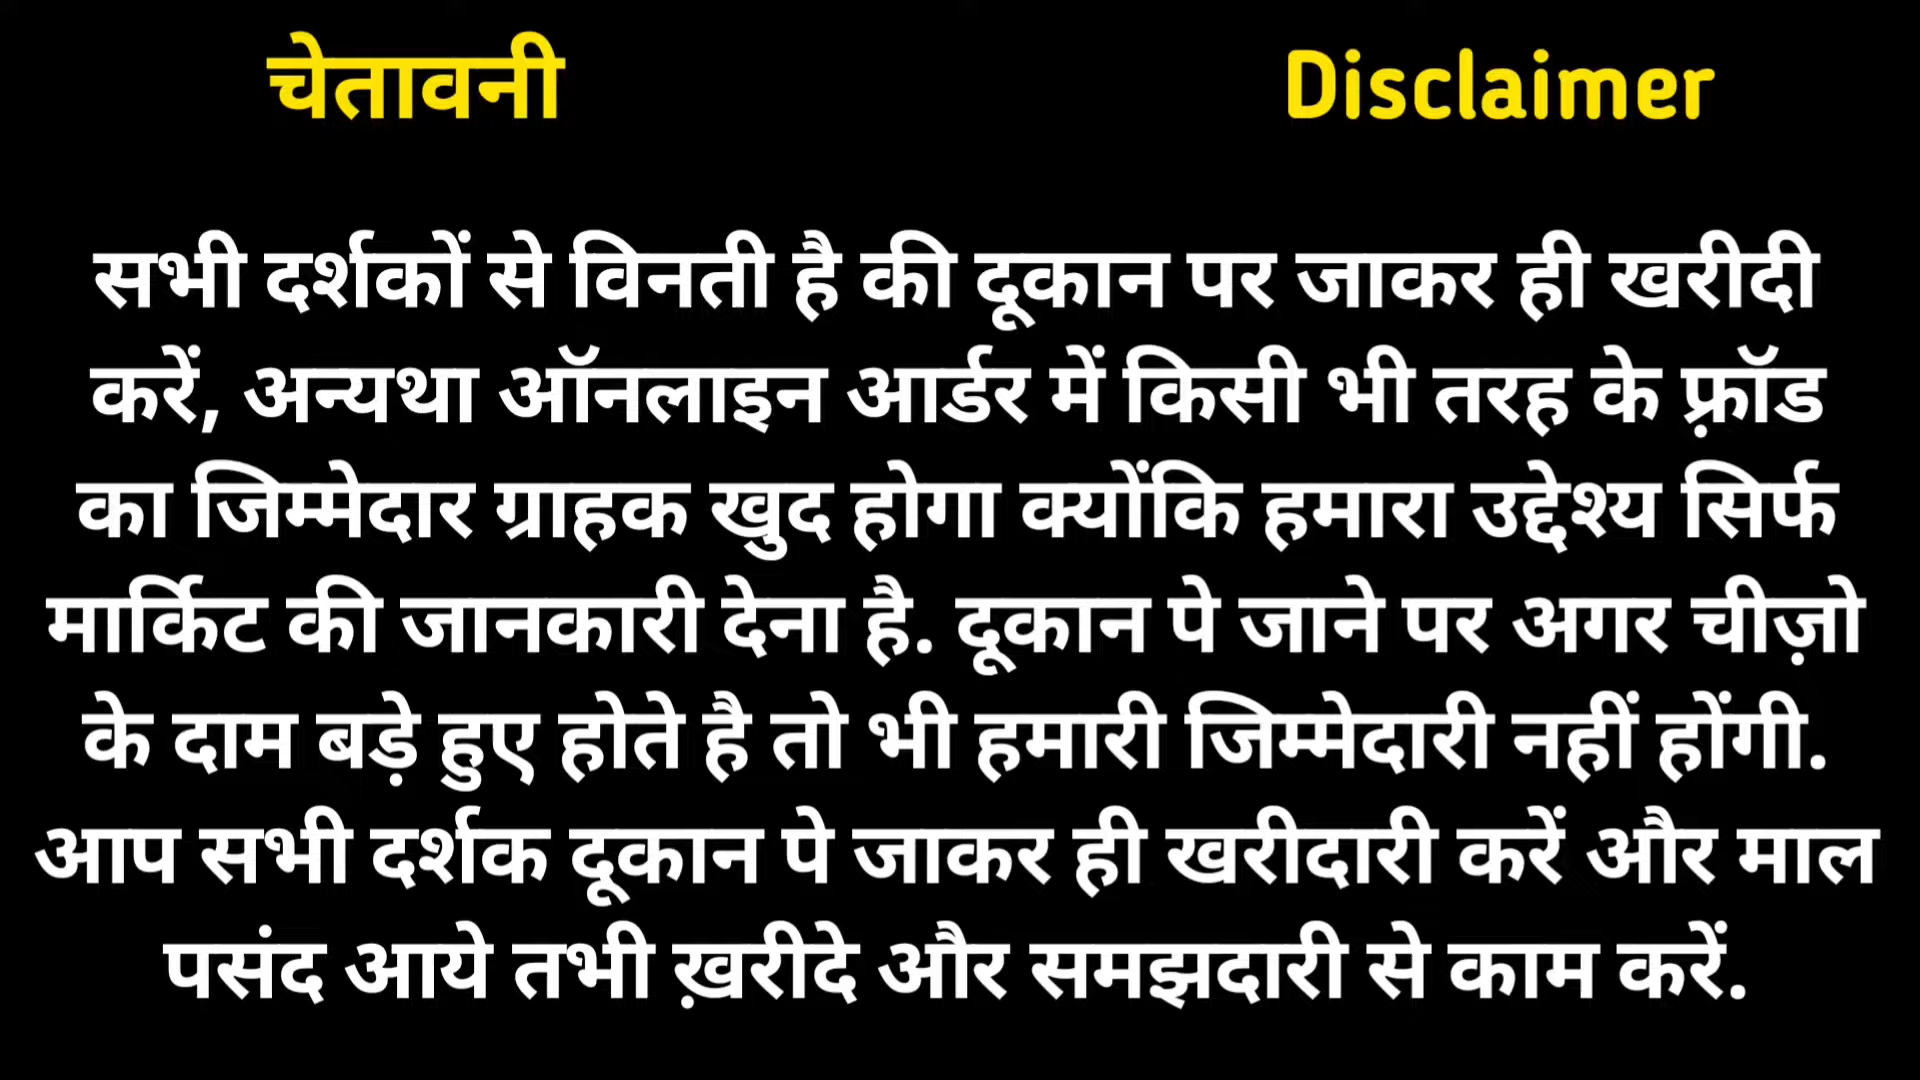 चेतावनी Disclaimer
सभी दर्शकों से विनती है की दूकान पर जाकर ही खरीदी
करें, अन्यथा ऑनलाइन आर्डर में किसी भी तरह के फ़्रॉड
का जिम्मेदार ग्राहक खुद होगा क्योंकि हमारा उद्देश्य सिर्फ
मार्किट की जानकारी देना है. दूकान पे जाने पर अगर चीज़ो
के दाम बड़े हुए होते है तो भी हमारी जिम्मेदारी नहीं होंगी.
आप सभी दर्शक दूकान पे जाकर ही खरीदारी करें और माल
पसंद आये तभी ख़रीदे और समझदारी से काम करें.